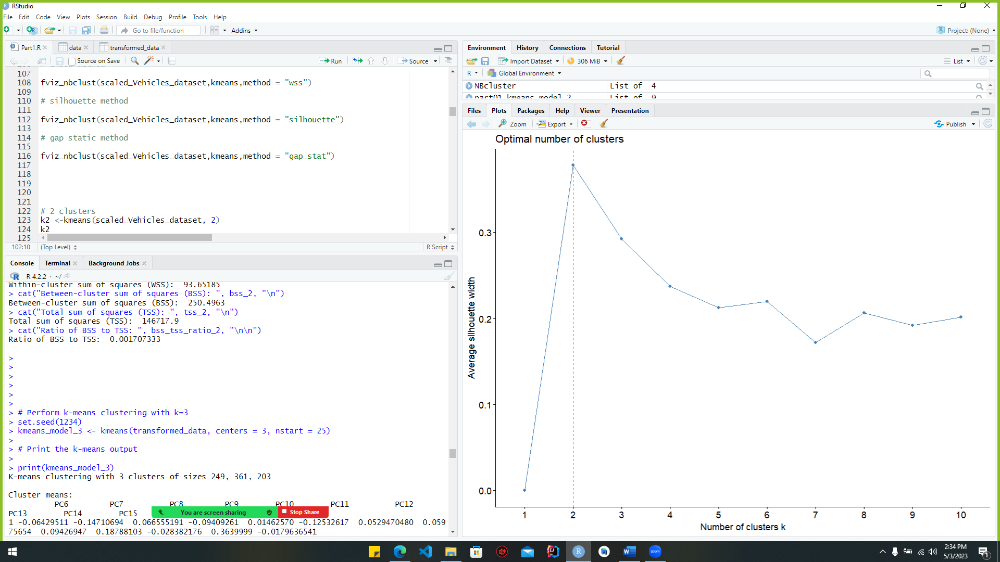 RStudio
File Edit Code View Plots Session Build Debug Profile Tools Help
Go to file/function Addins Project: (None)
Part1.R data transformed_data
Source on Save Run Source
107
108 fviz_nbclust(scaled_Vehicles_dataset,kmeans,method = "wss")
109
110 # silhouette method
111
112 fviz_nbclust(scaled_Vehicles_dataset,kmeans,method = "silhouette")
113
114 # gap static method
115
116 fviz_nbclust(scaled_Vehicles_dataset,kmeans,method = "gap_stat")
117
118
119
120
121
122 # 2 clusters
123 k2 <-kmeans(scaled_Vehicles_dataset, 2)
124 k2
125
102:10 (Top Level) R Script
Console Terminal Background Jobs
R 4.2.2 · ~/
Within-cluster sum of squares (WSS):  93.65185
> cat("Between-cluster sum of squares (BSS): ", bss_2, "\n")
Between-cluster sum of squares (BSS):  250.4963
> cat("Total sum of squares (TSS): ", tss_2, "\n")
Total sum of squares (TSS):  146717.9
> cat("Ratio of BSS to TSS: ", bss_tss_ratio_2, "\n\n")
Ratio of BSS to TSS:  0.001707333
>
>
>
>
>
>
> # Perform k-means clustering with k=3
> set.seed(1234)
> kmeans_model_3 <- kmeans(transformed_data, centers = 3, nstart = 25)
>
> # Print the k-means output
>
> print(kmeans_model_3)
K-means clustering with 3 clusters of sizes 249, 361, 203
Cluster means:
PC6 PC7 PC8 PC9 PC10 PC11 PC12
PC13 PC14 PC15
You are screen sharing Stop Share
1 -0.06429511 -0.14710694 0.066555191 -0.09409261 0.01462570 -0.12532617 0.0529470480 0.059
75654 0.09426947 0.18788103 -0.028382176 0.3639999 -0.0179636541
Environment History Connections Tutorial
Import Dataset 306 MiB List
R Global Environment
NBcluster List of 4
part01_kmeans_model_2 List of 9
Files Plots Packages Help Viewer Presentation
Zoom Export Publish
Optimal number of clusters
Average silhouette width
0.3
0.2
0.1
0.0
1 2 3 4 5 6 7 8 9 10
Number of clusters k
zoom
2:34 PM
5/3/2023
1